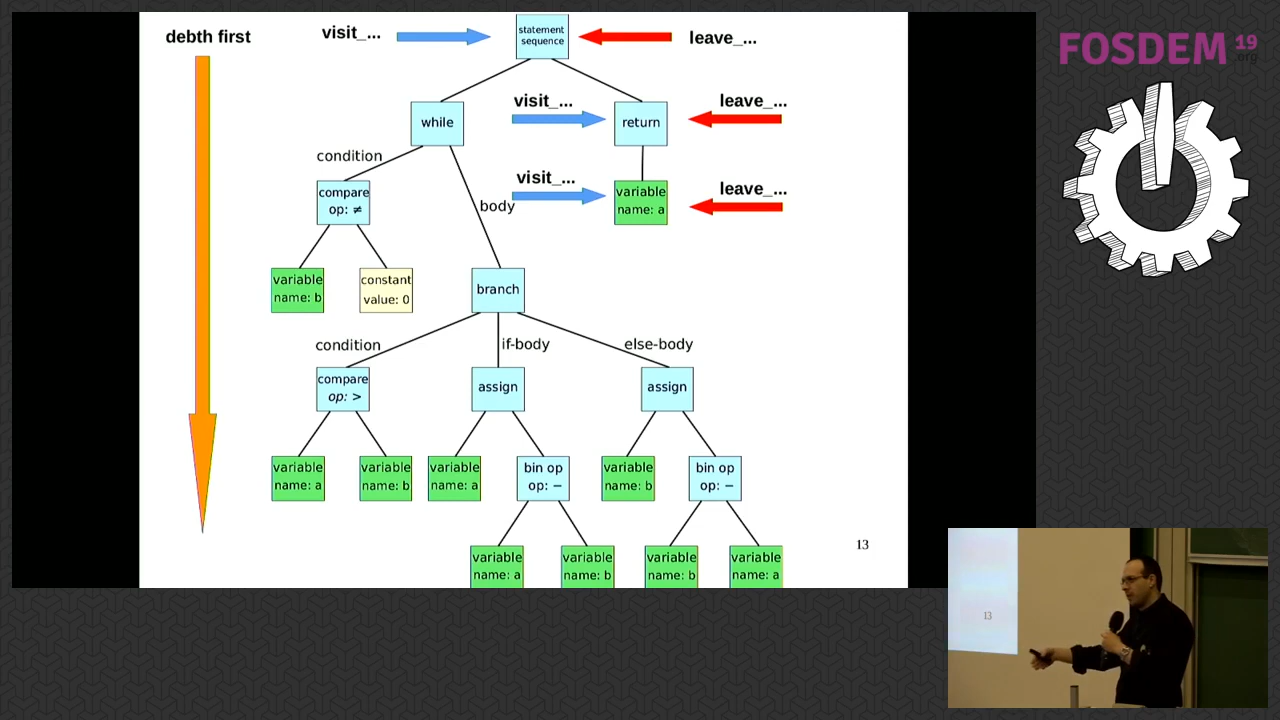 debth first
visit_...
statement
sequence
leave_...
FOSDEM 19
.org
while
visit_...
return
leave_...
condition
compare
op: ≠
body
visit_...
variable
name: a
leave_...
variable
name: b
constant
value: 0
branch
condition
if-body
else-body
compare
op: >
assign
assign
variable
name: a
variable
name: b
variable
name: a
bin op
op: −
variable
name: b
bin op
op: −
variable
name: a
variable
name: b
variable
name: b
variable
name: a
13
13